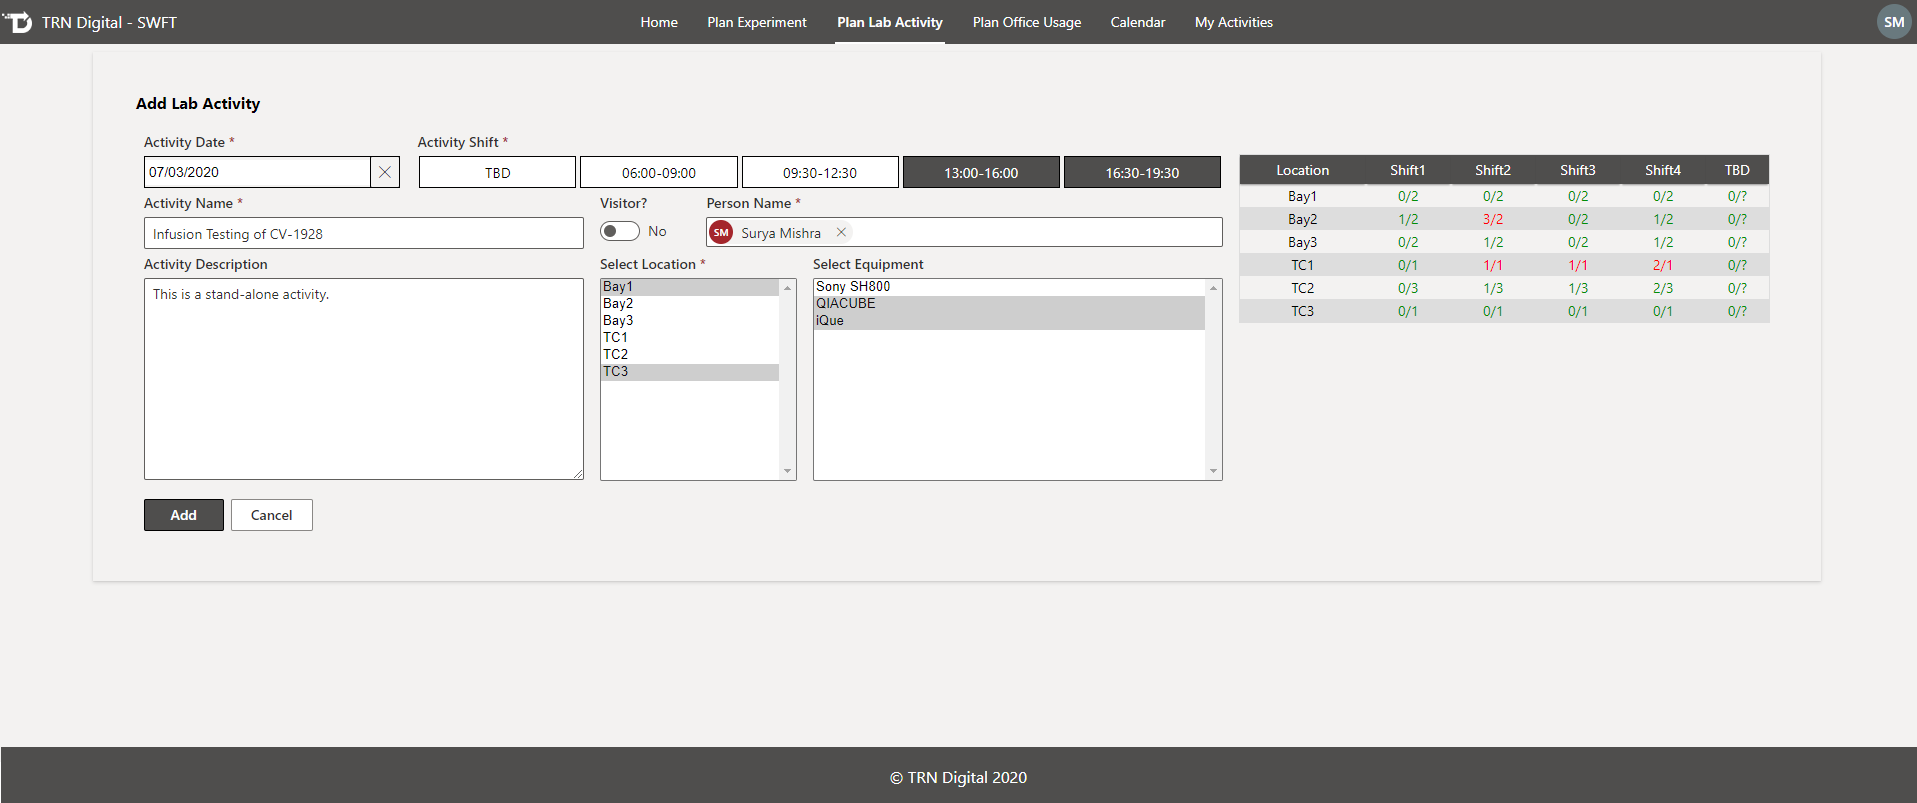 TRN Digital - SWFT
Home Plan Experiment Plan Lab Activity Plan Office Usage Calendar My Activities
SM
Add Lab Activity
Activity Date *
07/03/2020
Activity Shift *
TBD 06:00-09:00 09:30-12:30 13:00-16:00 16:30-19:30
Activity Name *
Infusion Testing of CV-1928
Visitor?
No
Person Name *
SM Surya Mishra
Activity Description
This is a stand-alone activity.
Select Location *
Bay1
Bay2
Bay3
TC1
TC2
TC3
Select Equipment
Sony SH800
QIACUBE
iQue
Add Cancel
Location Shift1 Shift2 Shift3 Shift4 TBD
Bay1 0/2 0/2 0/2 0/2 0/?
Bay2 1/2 3/2 0/2 1/2 0/?
Bay3 0/2 1/2 0/2 1/2 0/?
TC1 0/1 1/1 1/1 2/1 0/?
TC2 0/3 1/3 1/3 2/3 0/?
TC3 0/1 0/1 0/1 0/1 0/?
© TRN Digital 2020